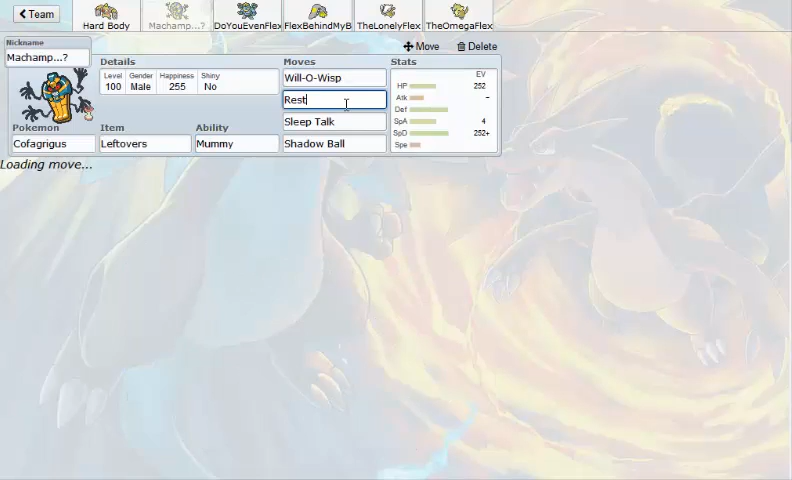 Team
Hard Body
Machamp...?
DoYouEvenFlex
FlexBehindMyB
TheLonelyFlex
TheOmegaFlex
Move
Delete
Nickname
Machamp...?
Details
Level
Gender
Happiness
Shiny
100
Male
255
No
Moves
Will-O-Wisp
Rest
Sleep Talk
Shadow Ball
Stats
EV
HP
252
Atk
–
Def
SpA
4
SpD
252+
Spe
Pokemon
Cofagrigus
Item
Leftovers
Ability
Mummy
Loading move...